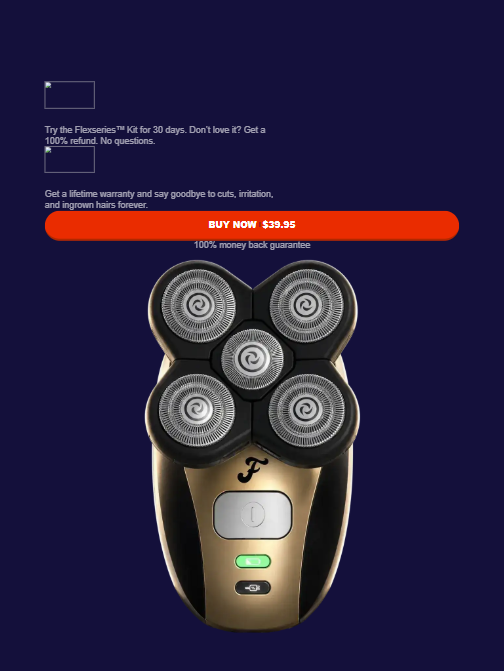 Try the Flexseries™ Kit for 30 days. Don't love it? Get a
100% refund. No questions.
Get a lifetime warranty and say goodbye to cuts, irritation,
and ingrown hairs forever.
BUY NOW $39.95
100% money back guarantee
F